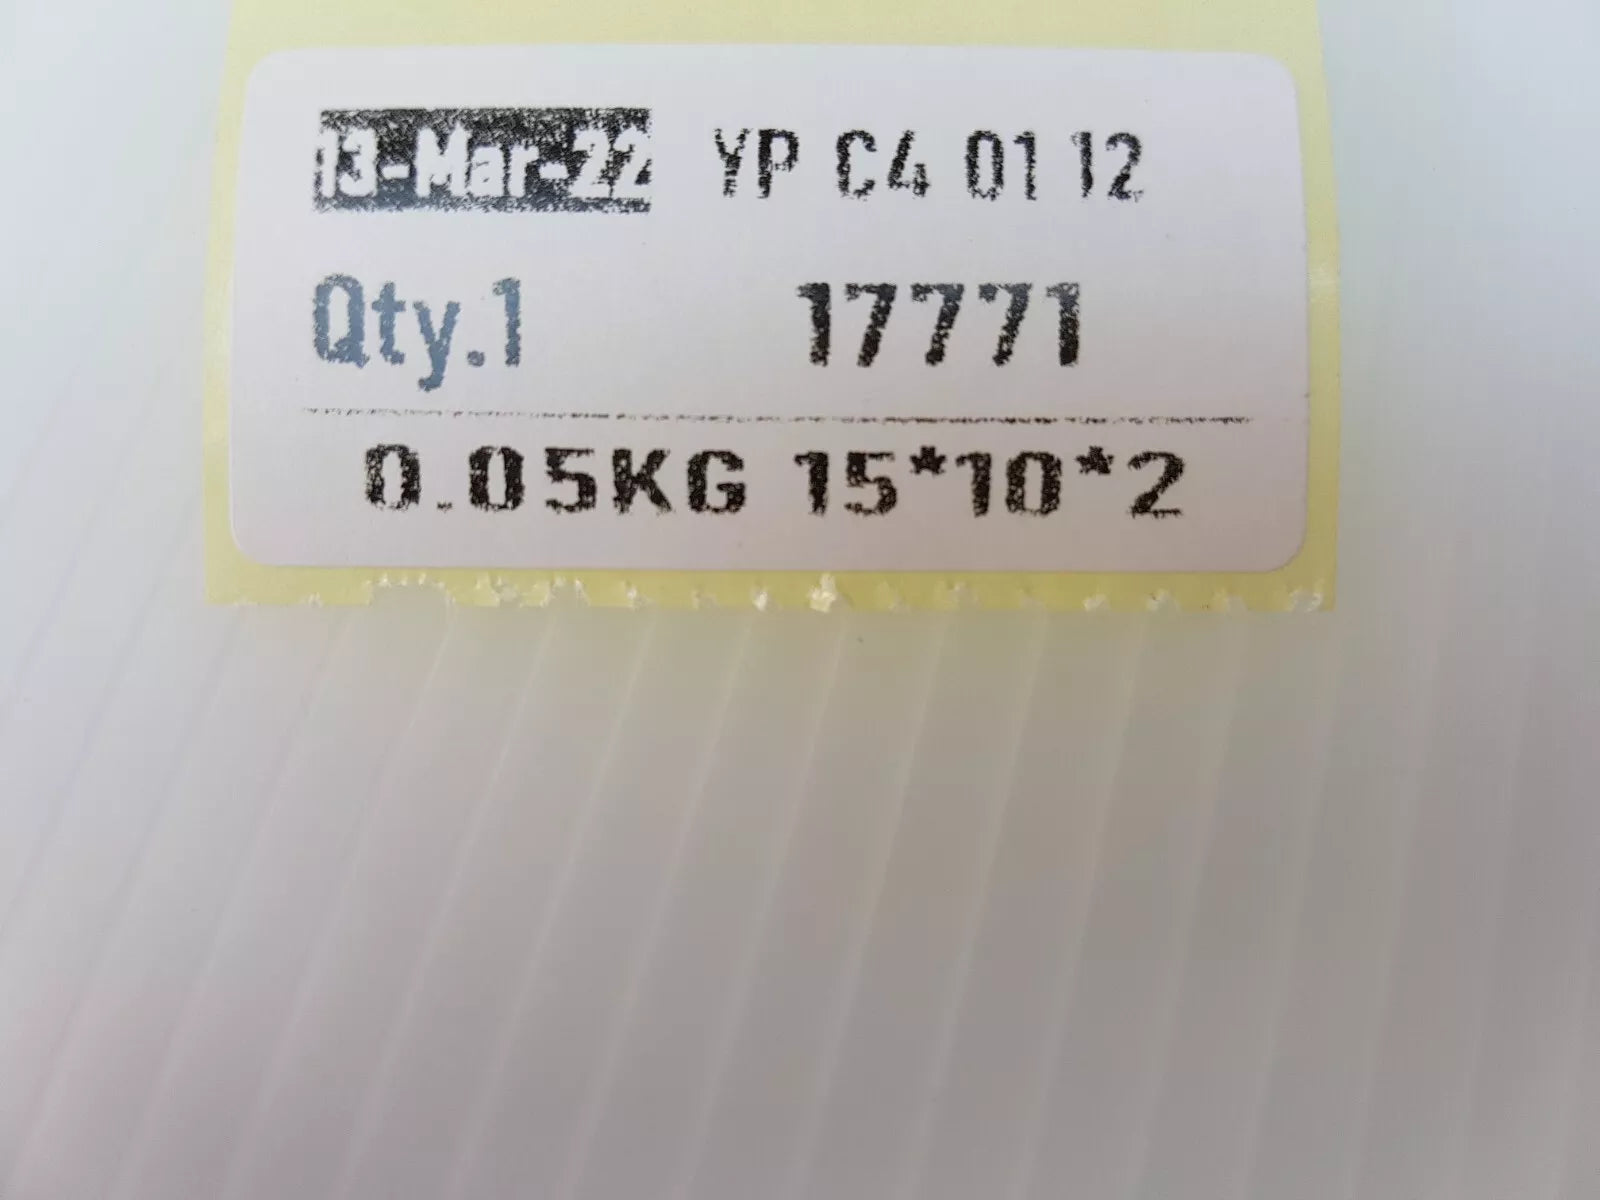 13-Mar-22 YP C4 01 12
Qty.1 17771
0.05KG 15*10*2